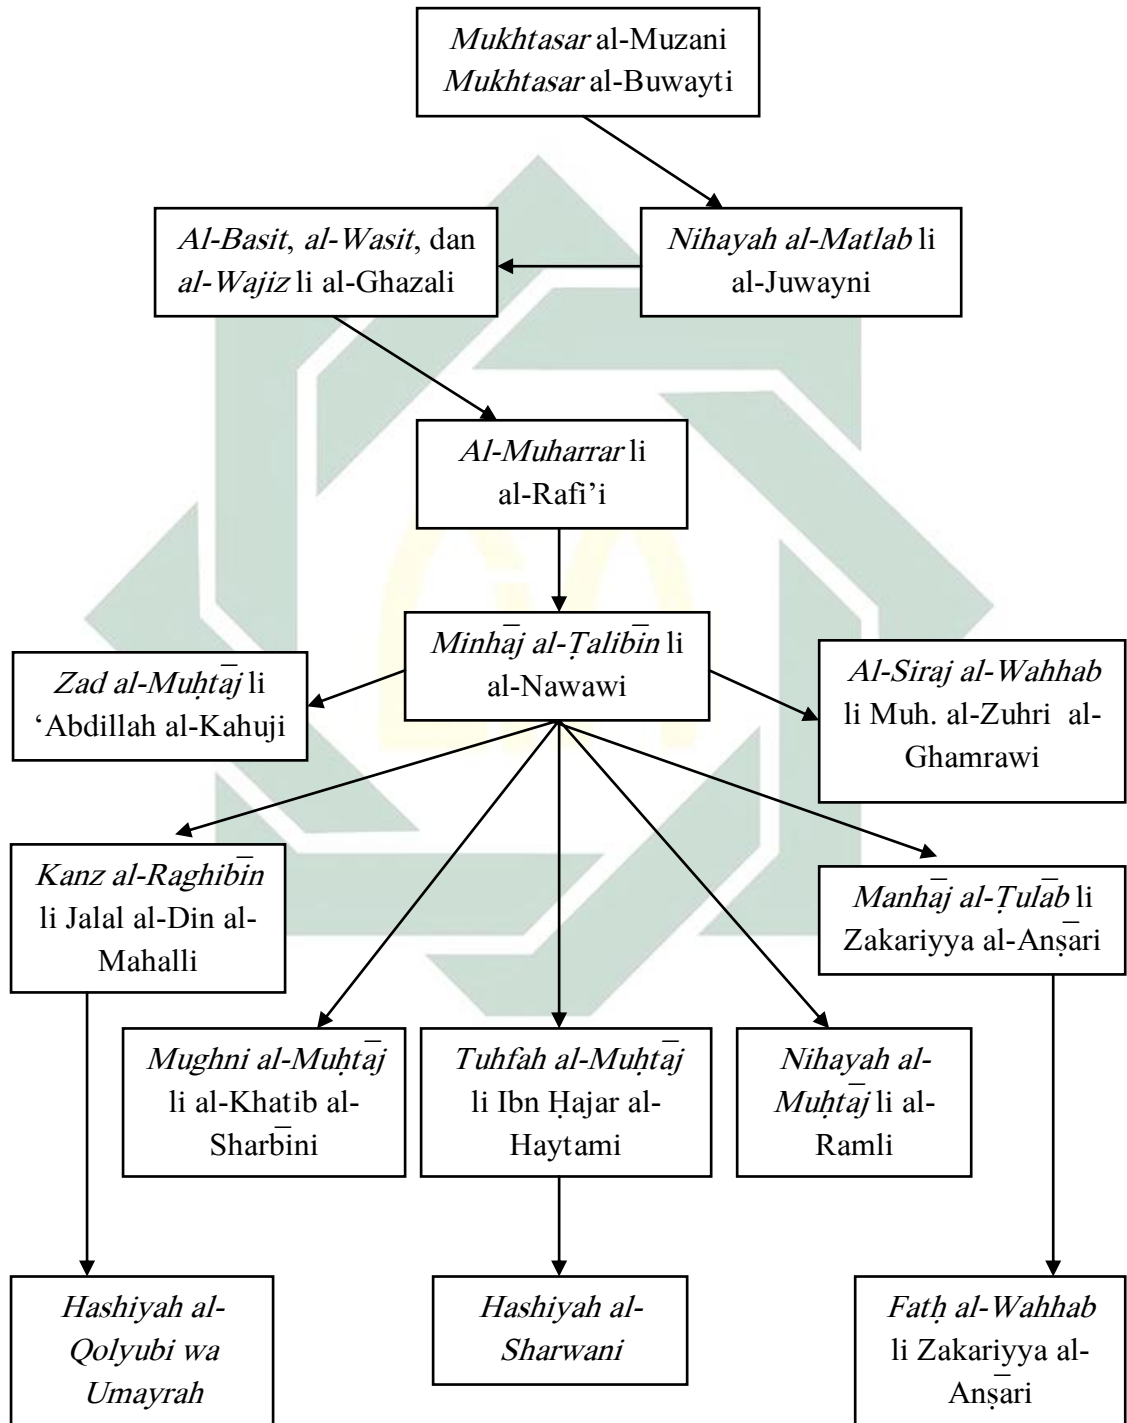 Mukhtasar al-Muzani
Mukhtasar al-Buwayti
Al-Basit, al-Wasit, dan
al-Wajiz li al-Ghazali
Nihayah al-Matlab li
al-Juwayni
Al-Muharrar li
al-Rafi’i
Minhāj al-Ṭalibīn li
al-Nawawi
Zad al-Muḥtāj li
‘Abdillah al-Kahuji
Al-Siraj al-Wahhab
li Muh. al-Zuhri al-
Ghamrawi
Kanz al-Raghibīn
li Jalal al-Din al-
Mahalli
Manhāj al-Ṭulāb li
Zakariyya al-Anṣāri
Mughni al-Muḥtāj
li al-Khatib al-
Sharbīni
Tuhfah al-Muḥtāj
li Ibn Ḥajar al-
Haytami
Nihayah al-
Muḥtāj li al-
Ramli
Hashiyah al-
Qolyubi wa
Umayrah
Hashiyah al-
Sharwani
Fatḥ al-Wahhab
li Zakariyya al-
Anṣāri